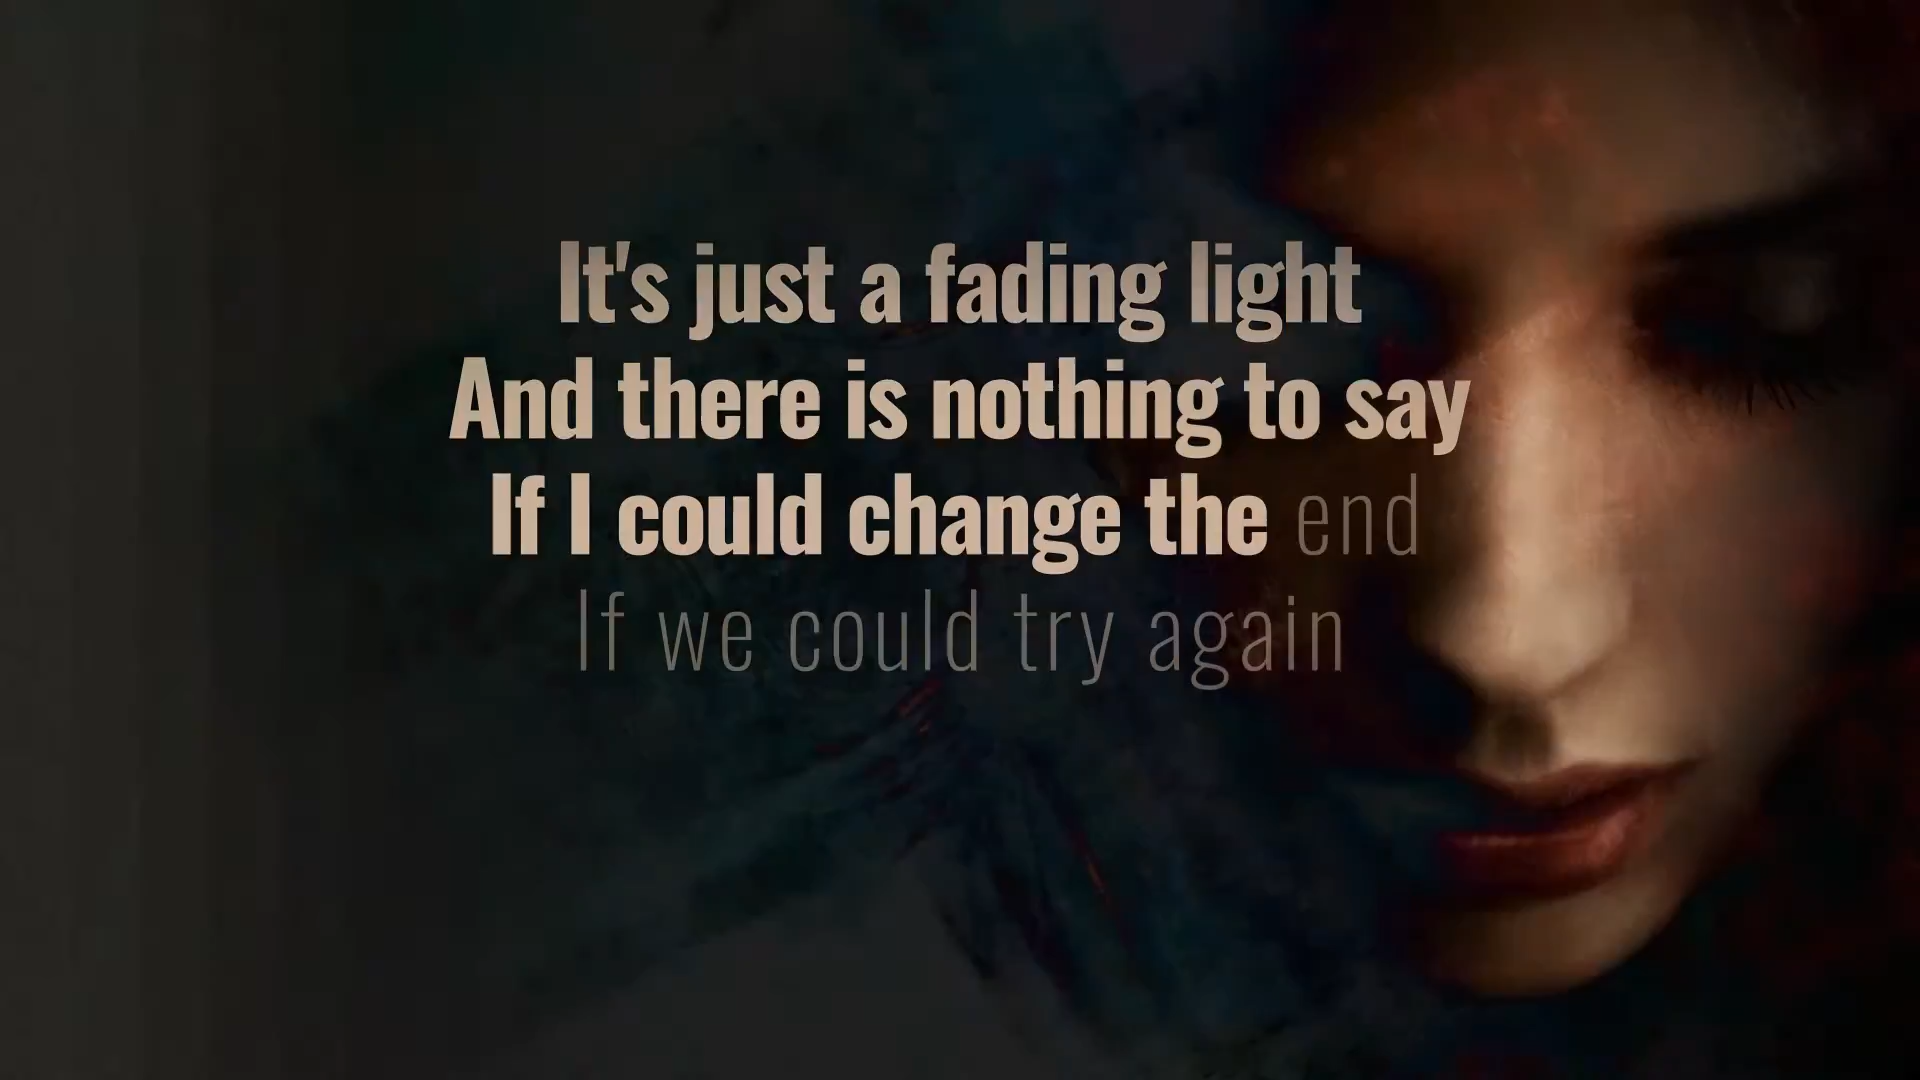 It's just a fading light
And there is nothing to say
If I could change the end
If we could try again